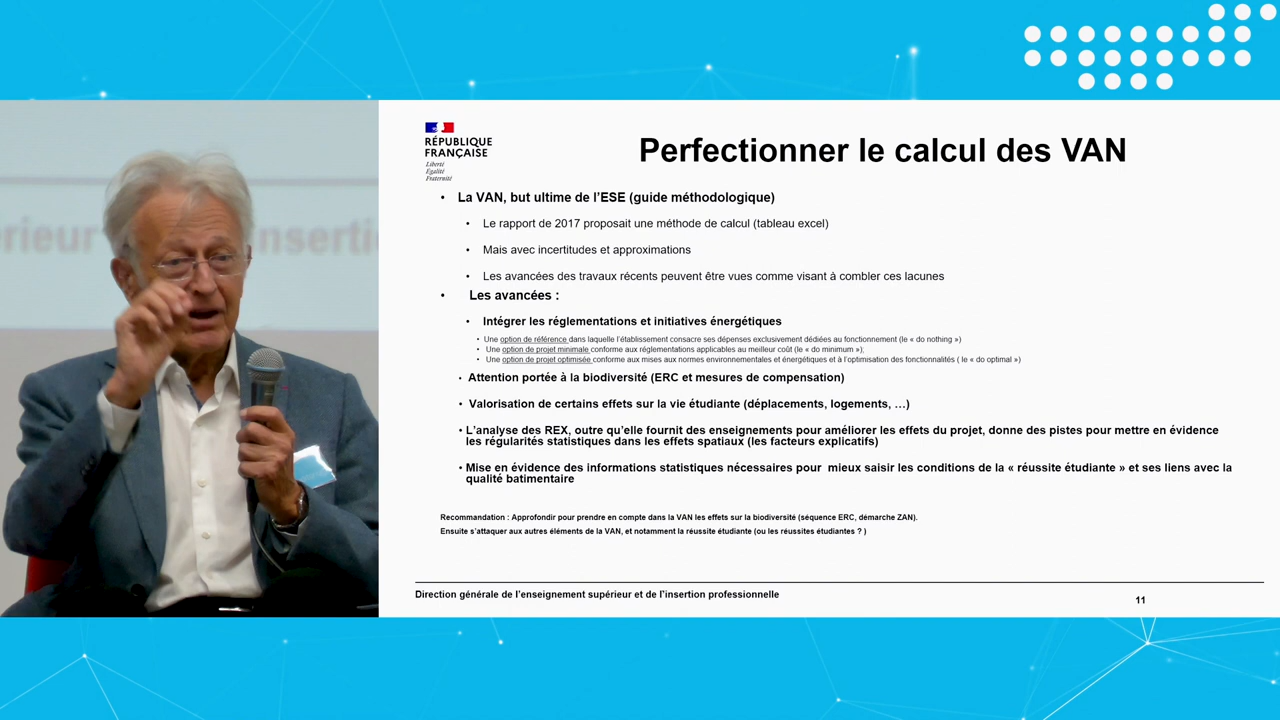 rieur
Inserti
RÉPUBLIQUE
FRANÇAISE
Liberté
Égalité
Fraternité
Perfectionner le calcul des VAN
• La VAN, but ultime de l’ESE (guide méthodologique)
• Le rapport de 2017 proposait une méthode de calcul (tableau excel)
• Mais avec incertitudes et approximations
• Les avancées des travaux récents peuvent être vues comme visant à combler ces lacunes
• Les avancées :
• Intégrer les réglementations et initiatives énergétiques
• Une option de référence dans laquelle l’établissement consacre ses dépenses exclusivement dédiées au fonctionnement (le « do nothing »)
• Une option de projet minimale conforme aux réglementations applicables au meilleur coût (le « do minimum »);
• Une option de projet optimisée conforme aux mises aux normes environnementales et énergétiques et à l’optimisation des fonctionnalités ( le « do optimal »)
• Attention portée à la biodiversité (ERC et mesures de compensation)
• Valorisation de certains effets sur la vie étudiante (déplacements, logements, …)
• L’analyse des REX, outre qu’elle fournit des enseignements pour améliorer les effets du projet, donne des pistes pour mettre en évidence
les régularités statistiques dans les effets spatiaux (les facteurs explicatifs)
• Mise en évidence des informations statistiques nécessaires pour mieux saisir les conditions de la « réussite étudiante » et ses liens avec la
qualité batimentaire
Recommandation : Approfondir pour prendre en compte dans la VAN les effets sur la biodiversité (séquence ERC, démarche ZAN).
Ensuite s’attaquer aux autres éléments de la VAN, et notamment la réussite étudiante (ou les réussites étudiantes ? )
Direction générale de l’enseignement supérieur et de l’insertion professionnelle
11